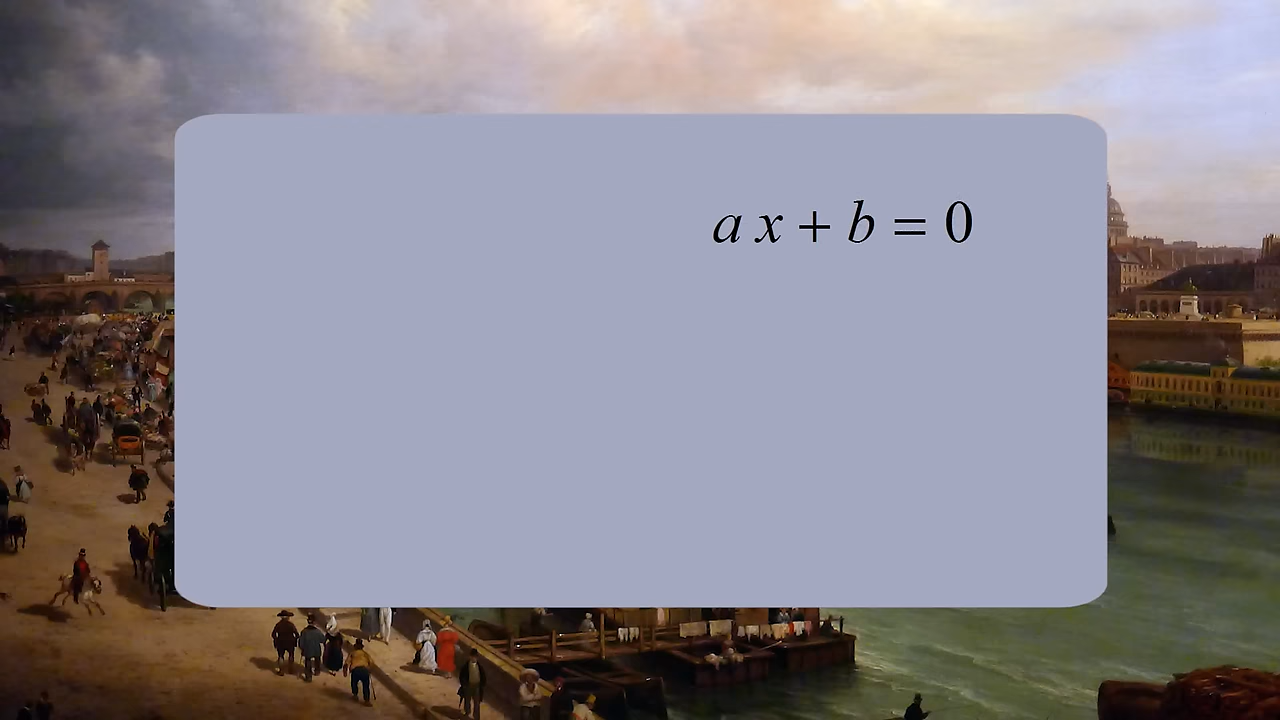 a x + b = 0